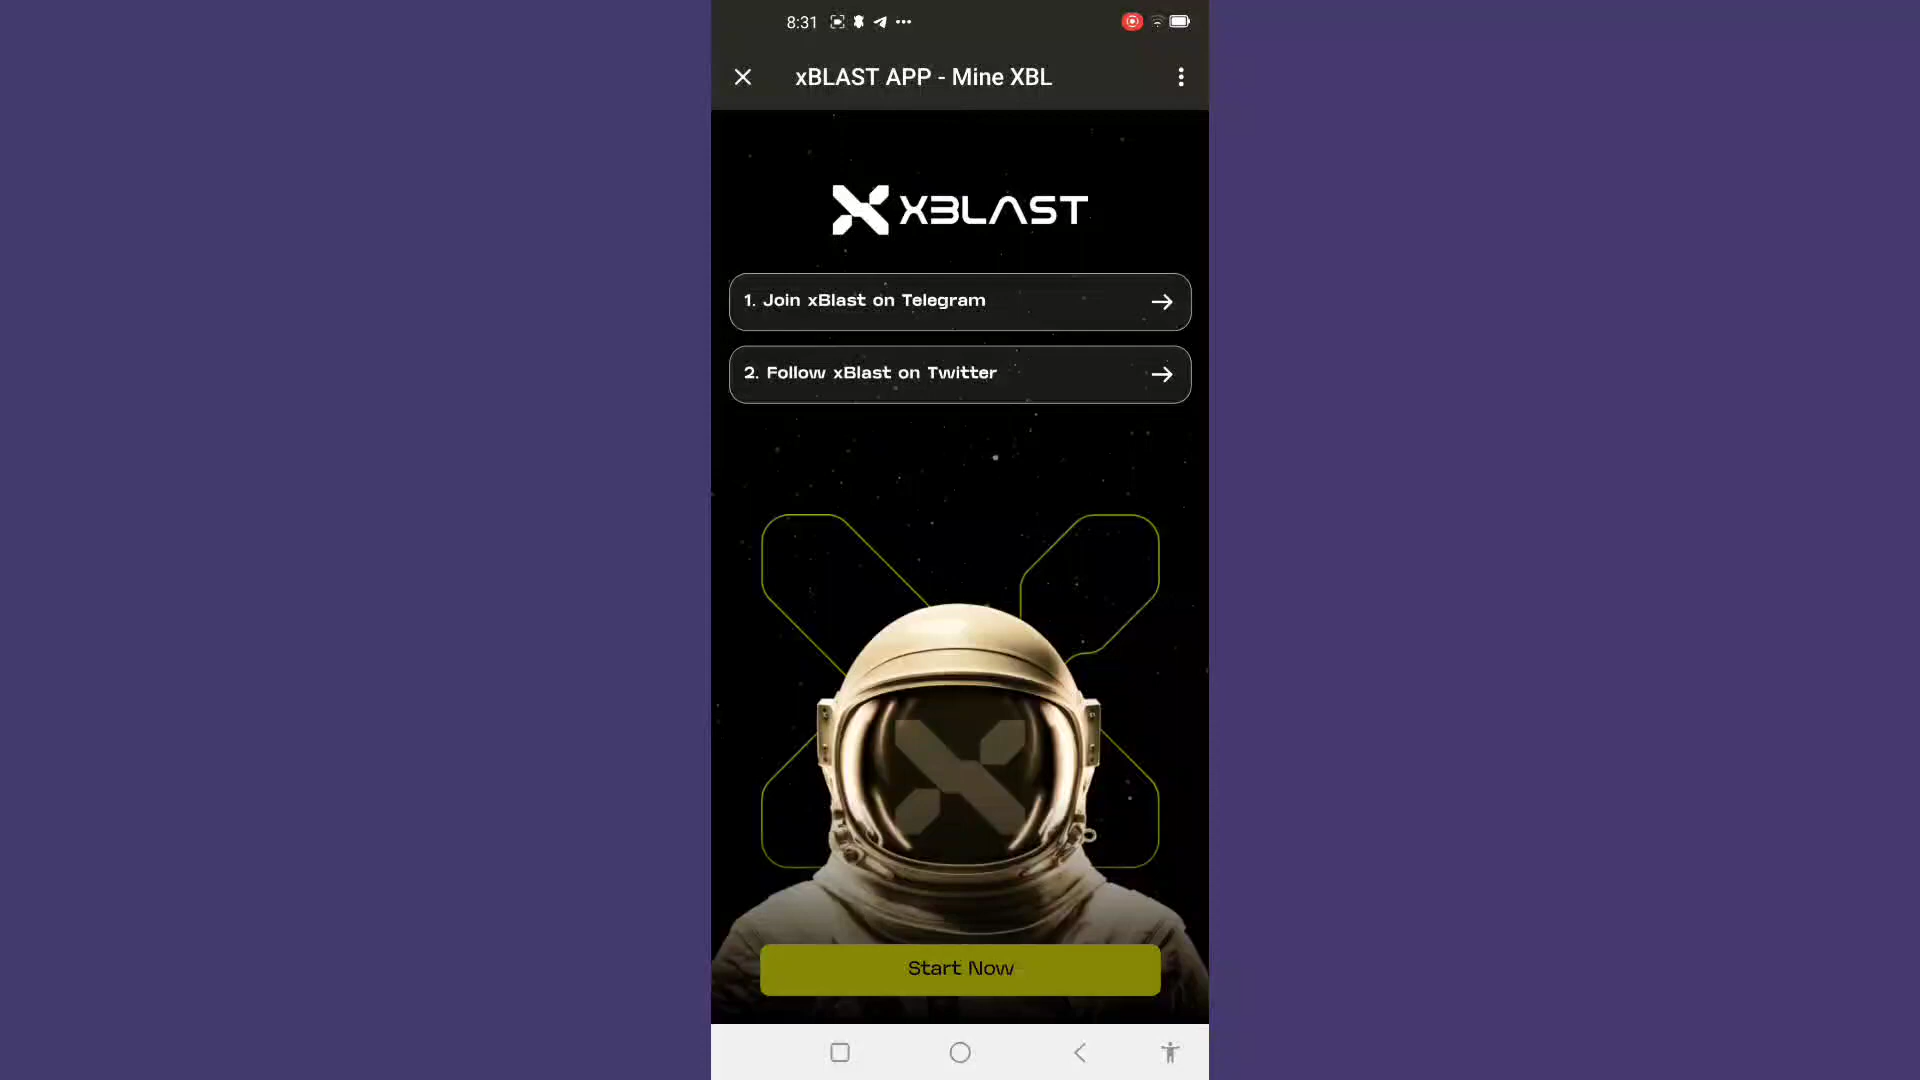 8:31
xBLAST APP - Mine XBL
XBLAST
1. Join xBlast on Telegram
2. Follow xBlast on Twitter
Start Now